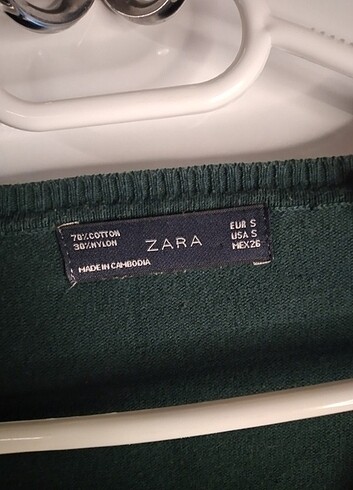 70% COTTON
30% NYLON
MADE IN CAMBODIA
ZARA
EUR S
USA S
MEX 26